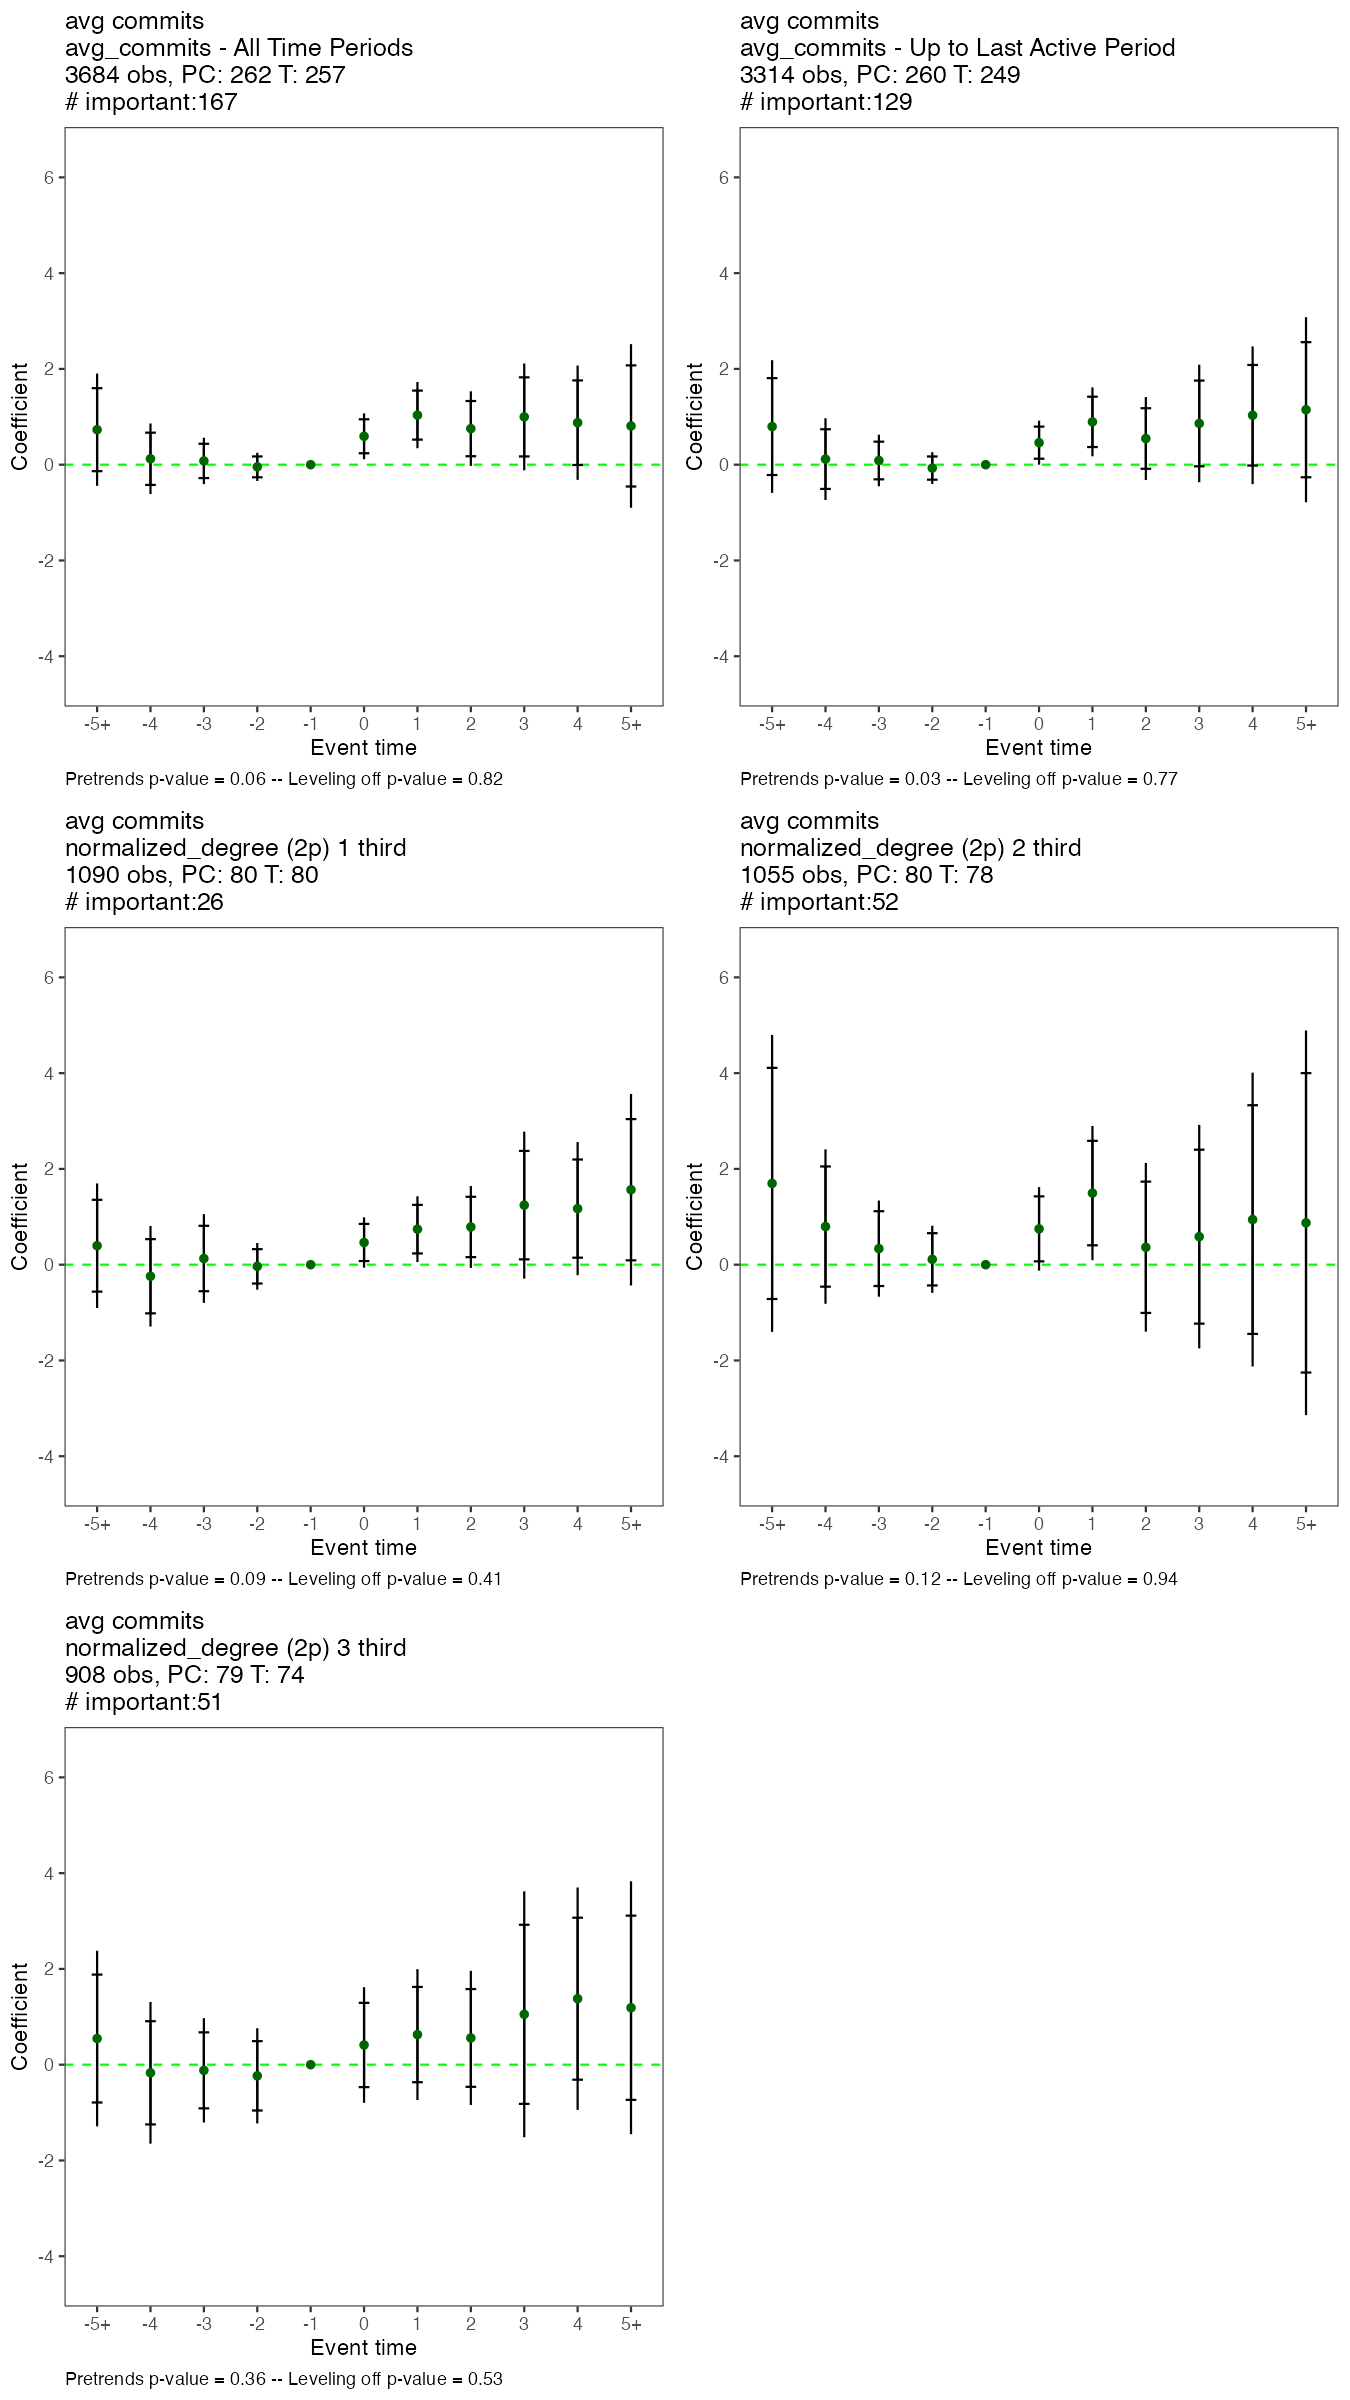 avg commits
avg_commits - All Time Periods
3684 obs, PC: 262 T: 257
# important:167
6
4
2
0
-2
-4
Coefficient
-5+ -4 -3 -2 -1 0 1 2 3 4 5+
Event time
Pretrends p-value = 0.06 -- Leveling off p-value = 0.82
avg commits
avg_commits - Up to Last Active Period
3314 obs, PC: 260 T: 249
# important:129
6
4
2
0
-2
-4
Coefficient
-5+ -4 -3 -2 -1 0 1 2 3 4 5+
Event time
Pretrends p-value = 0.03 -- Leveling off p-value = 0.77
avg commits
normalized_degree (2p) 1 third
1090 obs, PC: 80 T: 80
# important:26
6
4
2
0
-2
-4
Coefficient
-5+ -4 -3 -2 -1 0 1 2 3 4 5+
Event time
Pretrends p-value = 0.09 -- Leveling off p-value = 0.41
avg commits
normalized_degree (2p) 2 third
1055 obs, PC: 80 T: 78
# important:52
6
4
2
0
-2
-4
Coefficient
-5+ -4 -3 -2 -1 0 1 2 3 4 5+
Event time
Pretrends p-value = 0.12 -- Leveling off p-value = 0.94
avg commits
normalized_degree (2p) 3 third
908 obs, PC: 79 T: 74
# important:51
6
4
2
0
-2
-4
Coefficient
-5+ -4 -3 -2 -1 0 1 2 3 4 5+
Event time
Pretrends p-value = 0.36 -- Leveling off p-value = 0.53